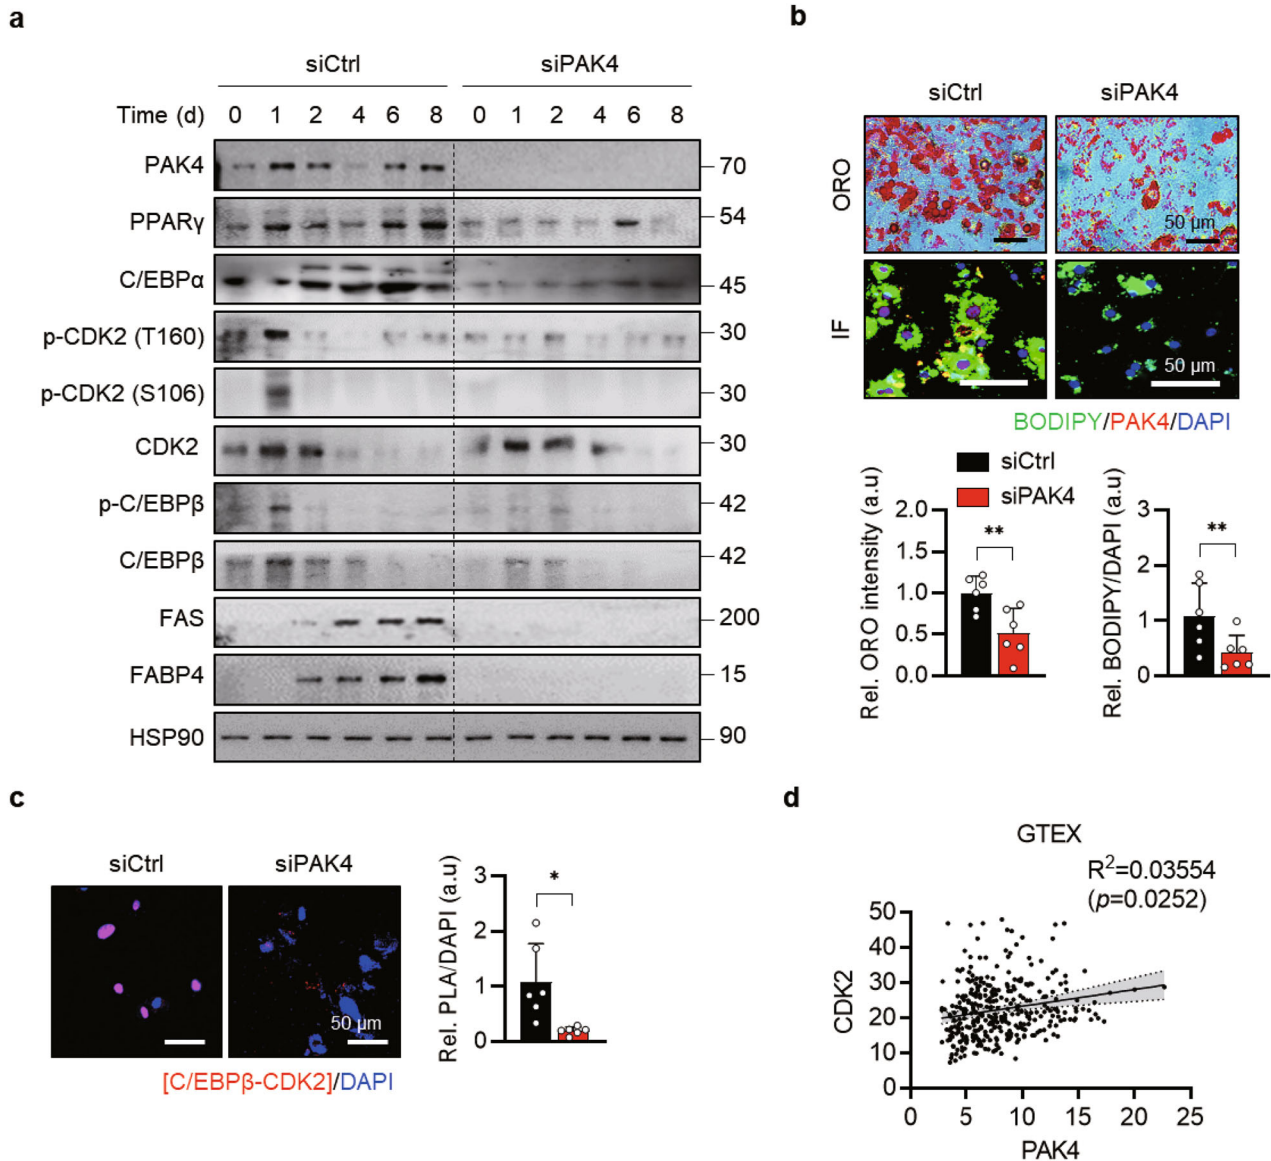 a
siCtrl siPAK4
Time (d) 0 1 2 4 6 8 0 1 2 4 6 8
PAK4 70
PPARγ 54
C/EBPα 45
p-CDK2 (T160) 30
p-CDK2 (S106) 30
CDK2 30
p-C/EBPβ 42
C/EBPβ 42
FAS 200
FABP4 15
HSP90 90
b
siCtrl siPAK4
ORO
50 µm
IF
50 µm
BODIPY/PAK4/DAPI
siCtrl
siPAK4
Rel. ORO intensity (a.u)
2.0
1.5
1.0
0.5
0.0
**
Rel. BODIPY/DAPI (a.u)
3
2
1
0
**
c
siCtrl siPAK4
50 µm
[C/EBPβ-CDK2]/DAPI
Rel. PLA/DAPI (a.u)
3
2
1
0
*
d
GTEX
R²=0.03554
(p=0.0252)
CDK2
50
40
30
20
10
0
0 5 10 15 20 25
PAK4